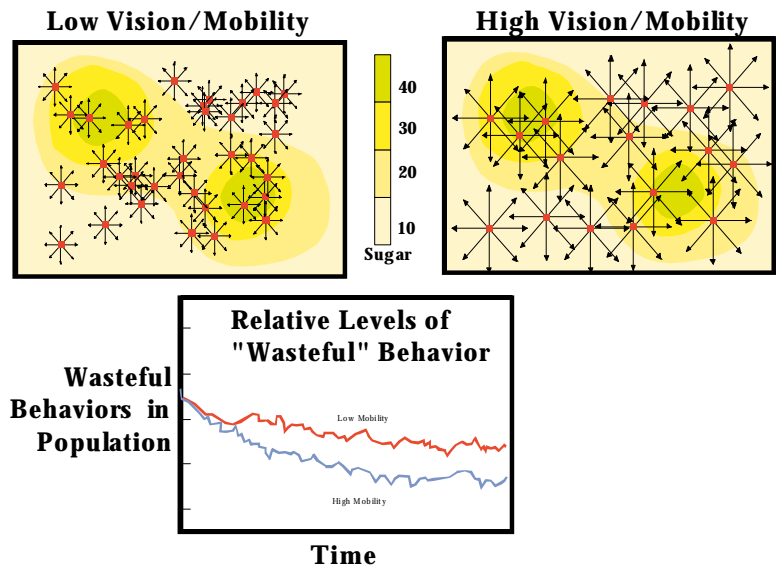 Low Vision/Mobility
High Vision/Mobility
40
30
20
10
Sugar
Relative Levels of
"Wasteful" Behavior
Wasteful
Behaviors in
Population
Low Mobility
High Mobility
Time